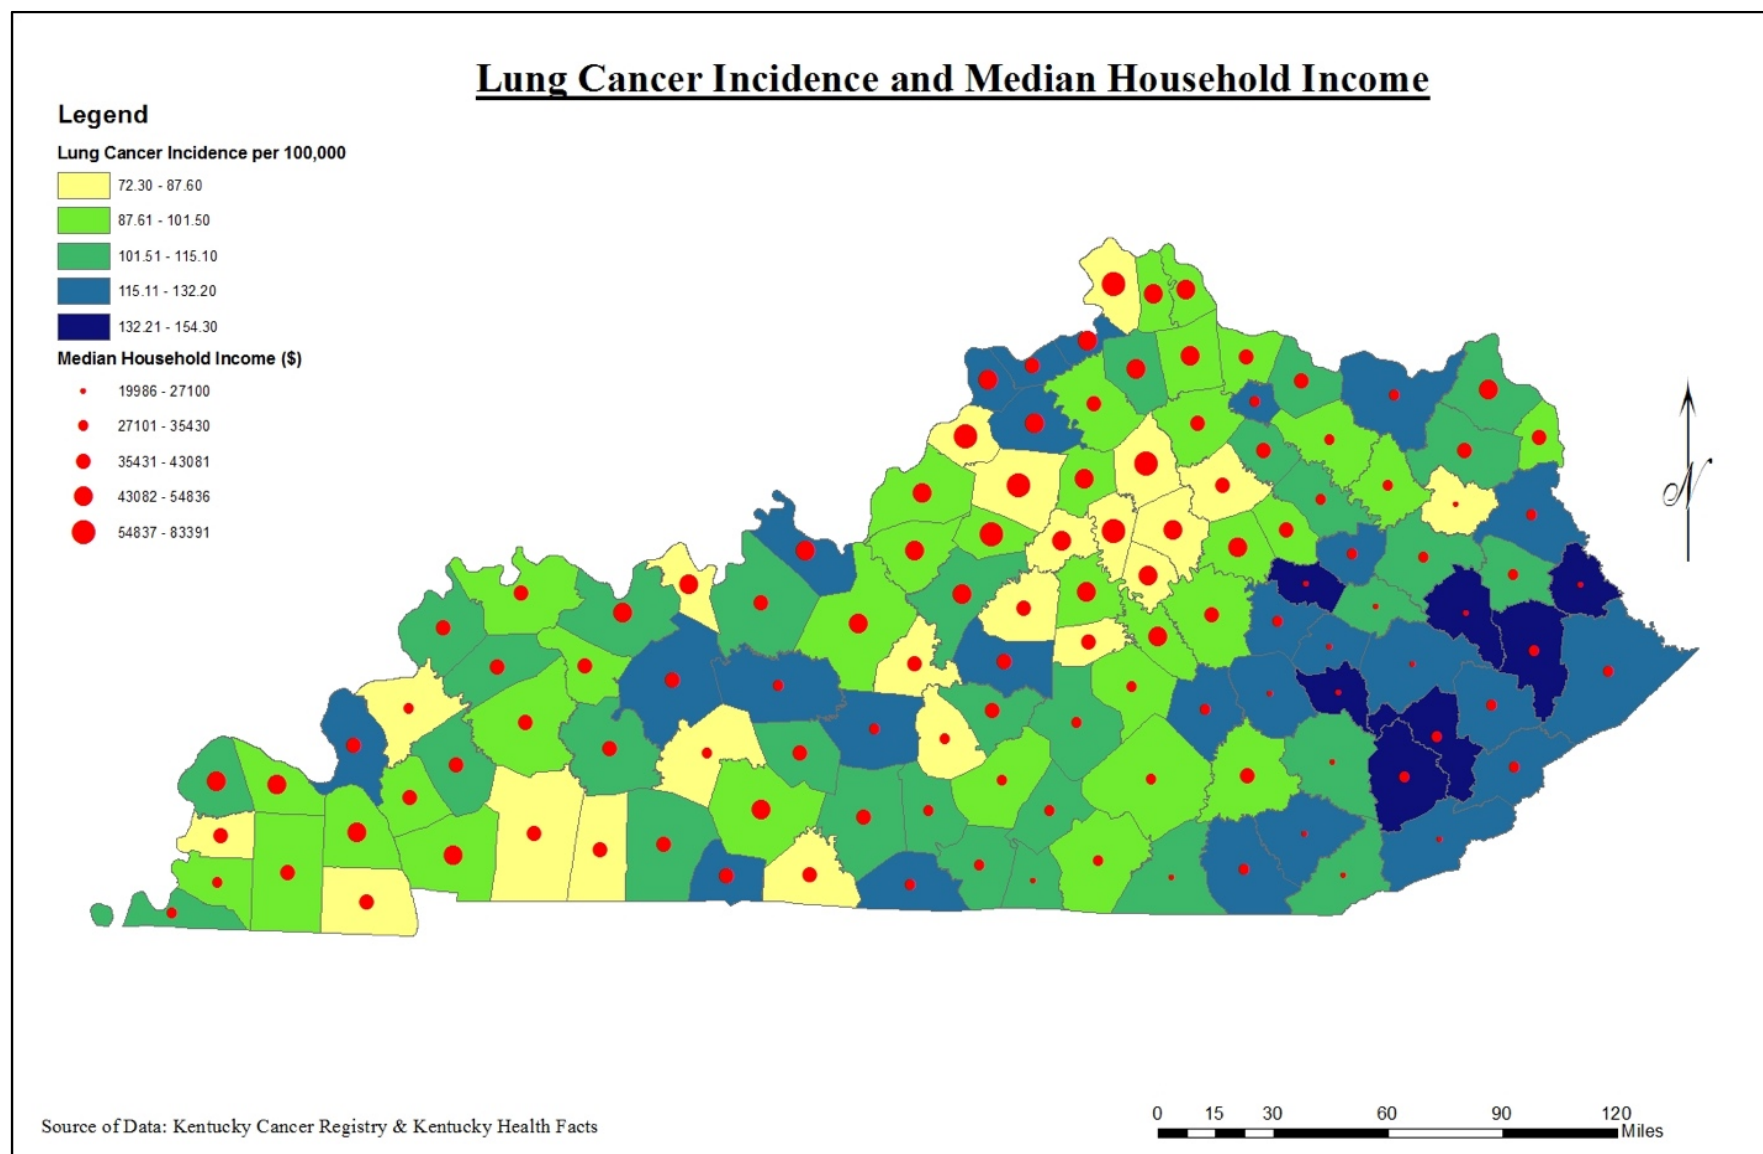 Lung Cancer Incidence and Median Household Income
Legend
Lung Cancer Incidence per 100,000
72.30 - 87.60
87.61 - 101.50
101.51 - 115.10
115.11 - 132.20
132.21 - 154.30
Median Household Income ($)
19986 - 27100
27101 - 35430
35431 - 43081
43082 - 54836
54837 - 83391
N
Source of Data: Kentucky Cancer Registry & Kentucky Health Facts
0 15 30 60 90 120
Miles